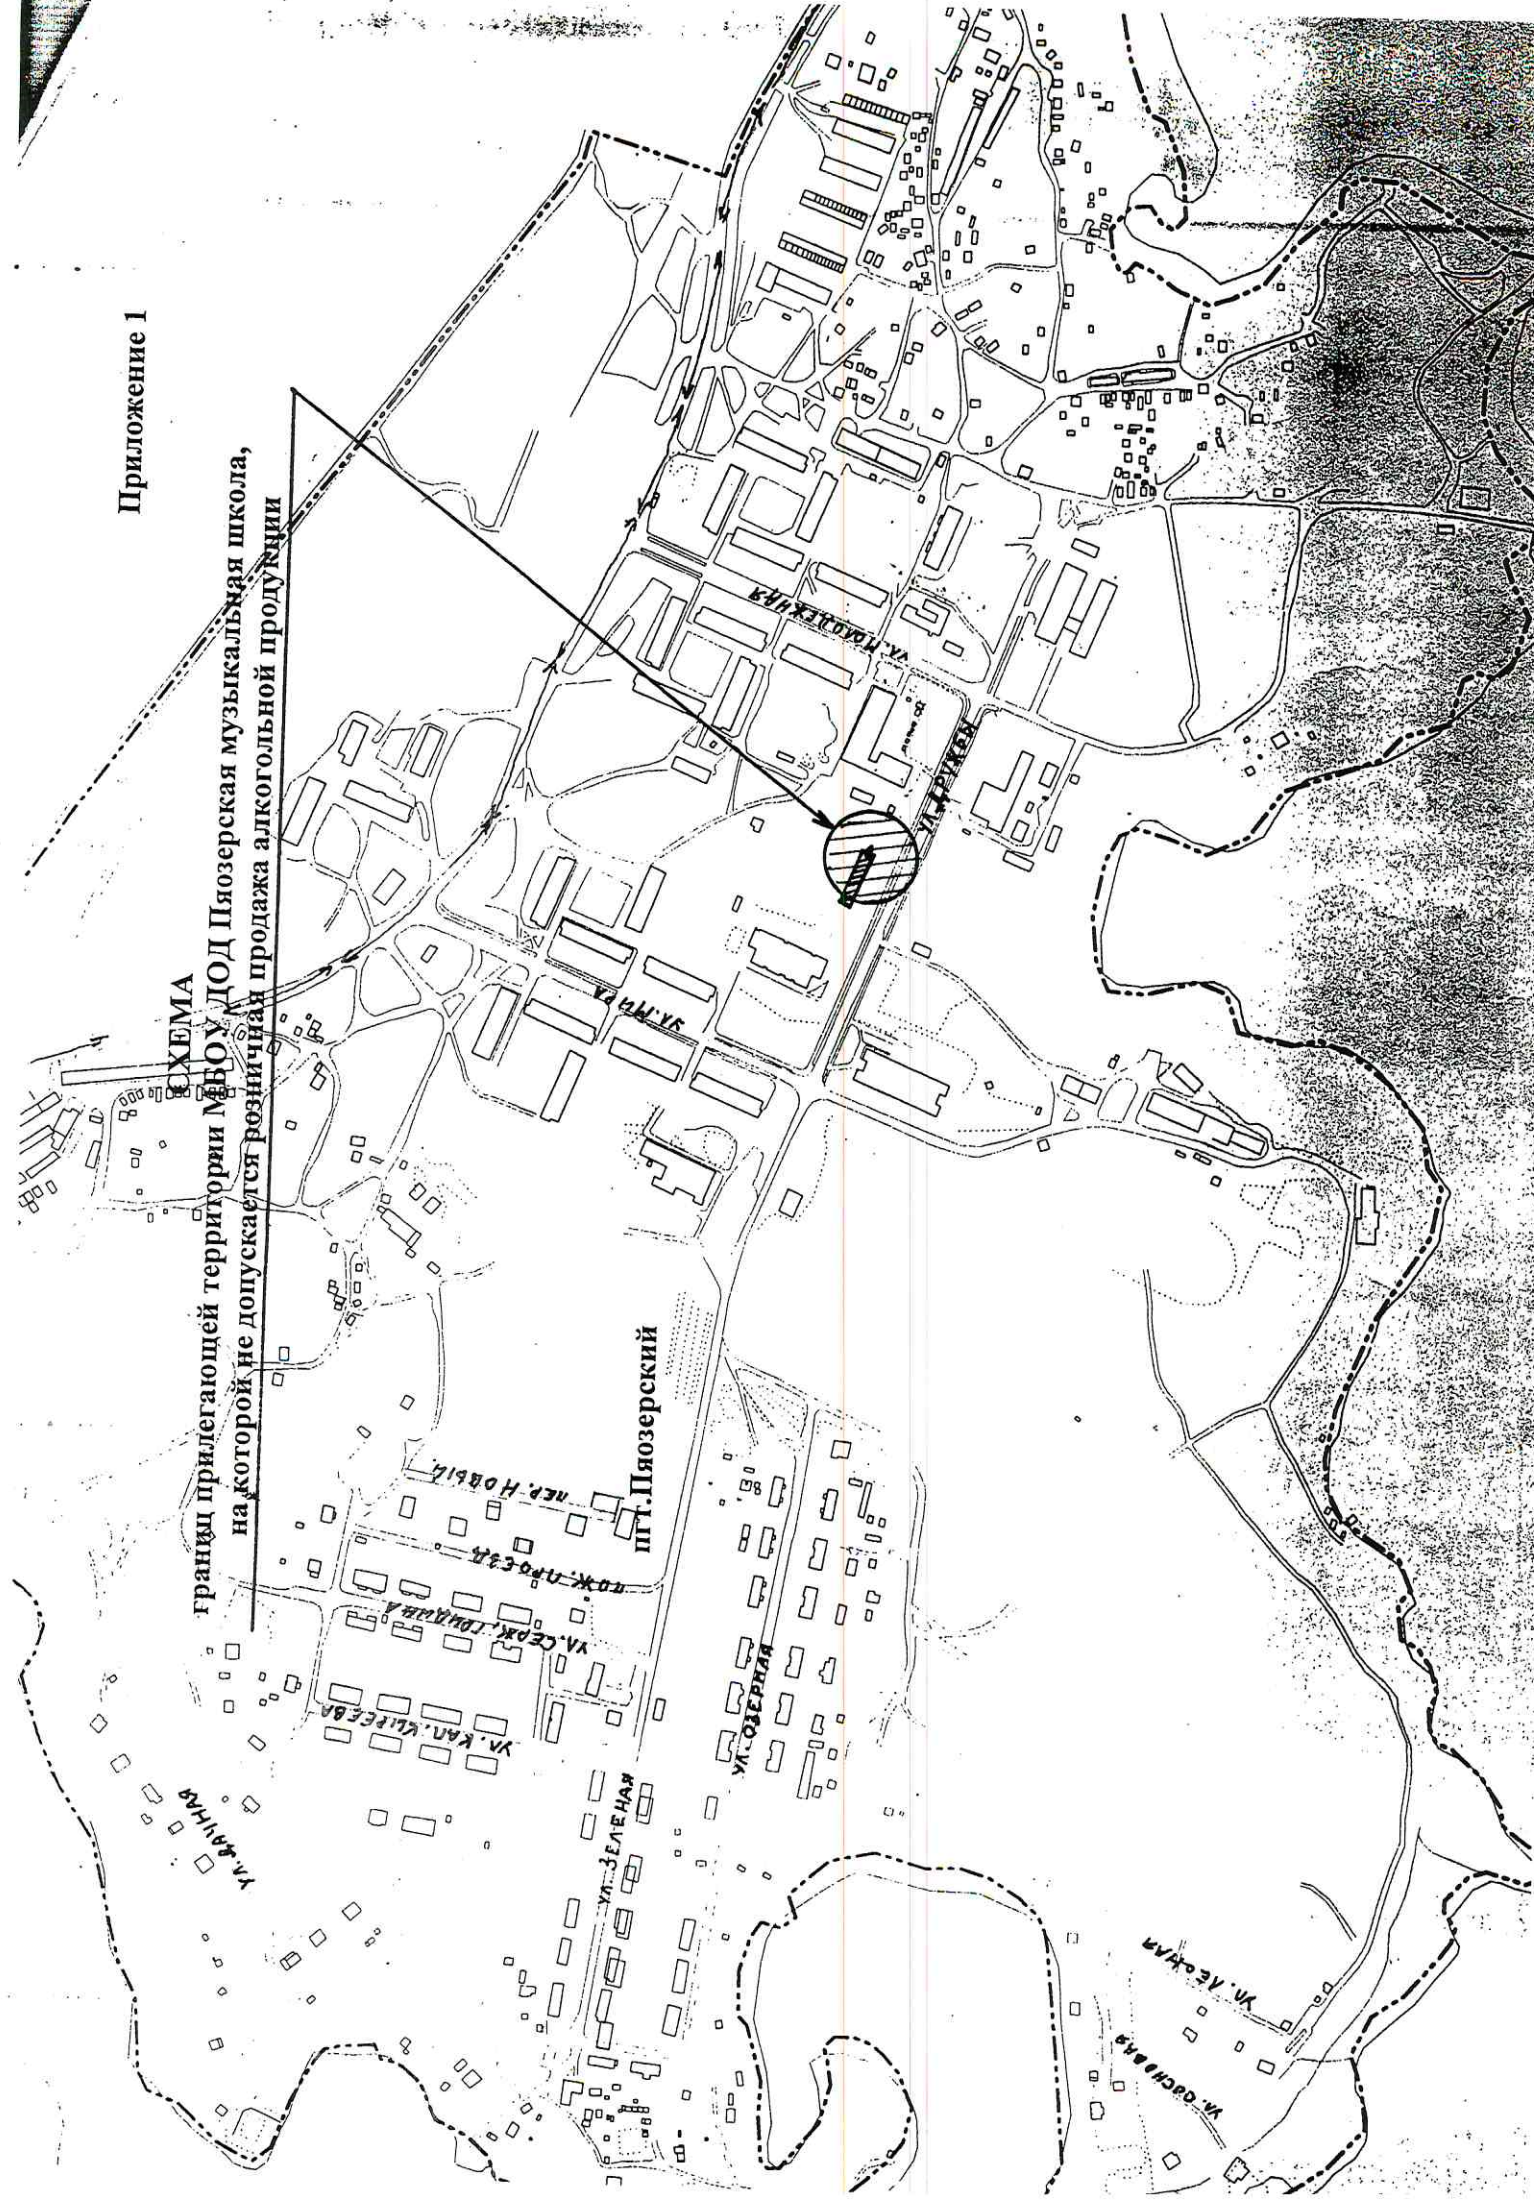 Приложение 1
СХЕМА
границ прилегающей территории МБОУ ДОД Пяозерская музыкальная школа,
на которой не допускается розничная продажа алкогольной продукции
пгт.Пяозерский
ул. Дачная
ул. Кап. Кыреева
ул. Серж. Гридина
пож. проезд
пер. Новый
ул. Зеленая
ул. Озерная
ул. Мира
ул. Молодежная
ул. Дружбы
ул. Лесная